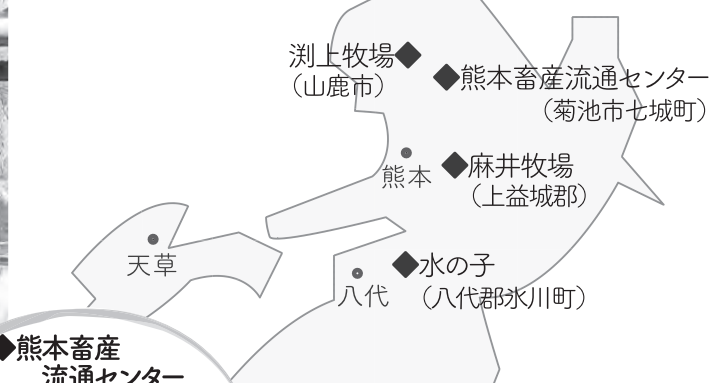 渕上牧場
（山鹿市）
熊本畜産流通センター
（菊池市七城町）
熊本
麻井牧場
（上益城郡）
天草
水の子
八代
（八代郡氷川町）
熊本畜産
流通センター